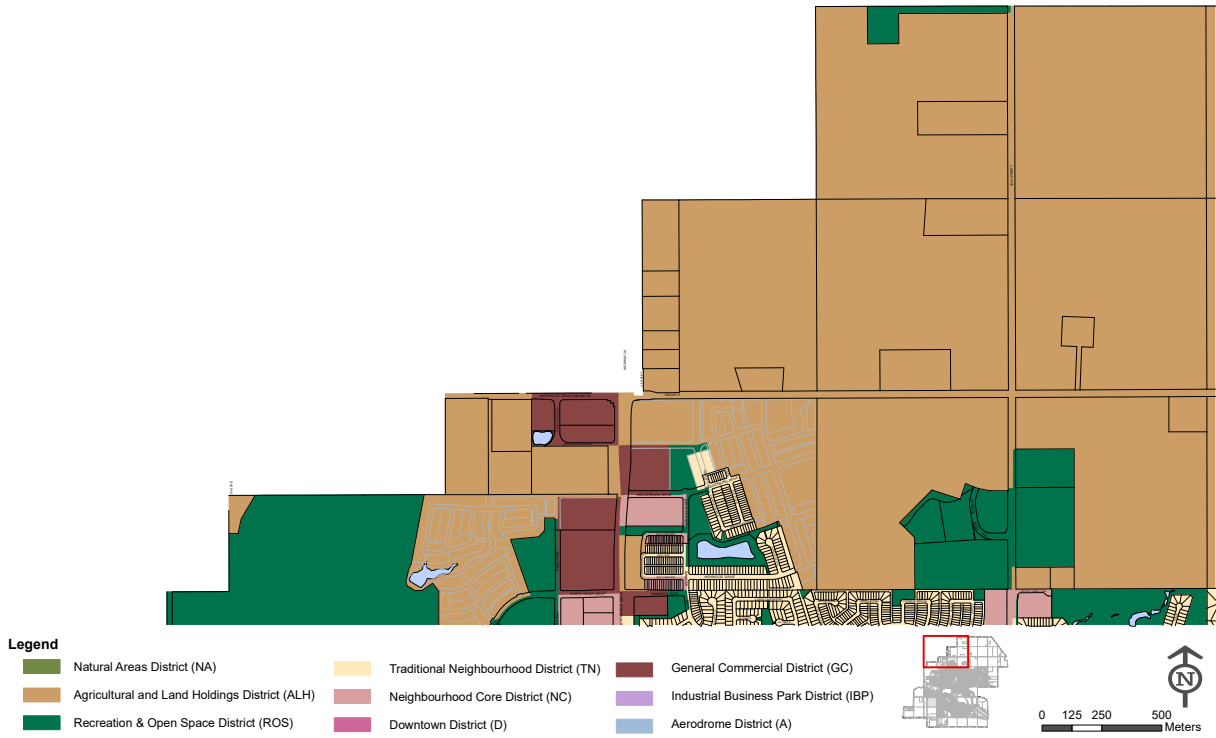 Legend
Natural Areas District (NA)
Agricultural and Land Holdings District (ALH)
Recreation & Open Space District (ROS)
Traditional Neighbourhood District (TN)
Neighbourhood Core District (NC)
Downtown District (D)
General Commercial District (GC)
Industrial Business Park District (IBP)
Aerodrome District (A)
N
0 125 250 500
Meters